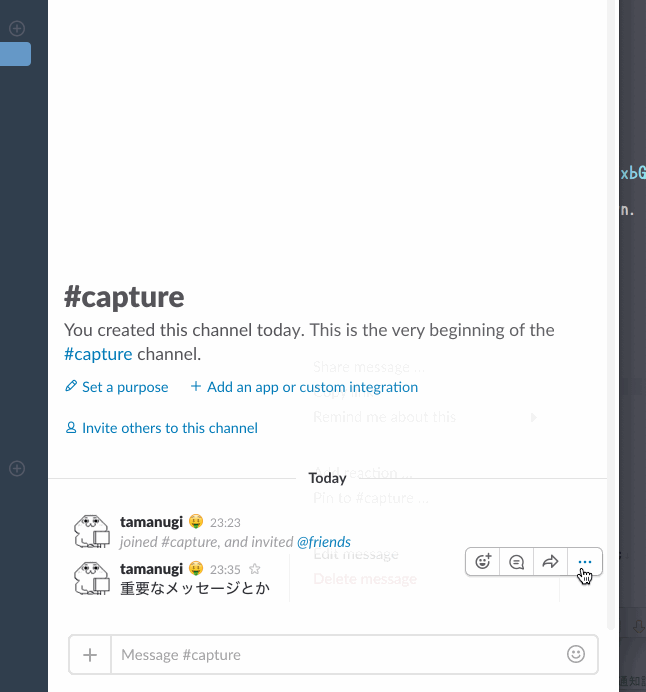 xbG
n.
#capture
You created this channel today. This is the very beginning of the
#capture channel.
Share message ...
Set a purpose + Add an app or custom integration
Remind me about this
Invite others to this channel
Add reaction ...
Today
Pin to #capture ...
tamanugi 23:23
joined #capture, and invited @friends
Edit message
tamanugi 23:35
Delete message
重要なメッセージとか
Message #capture